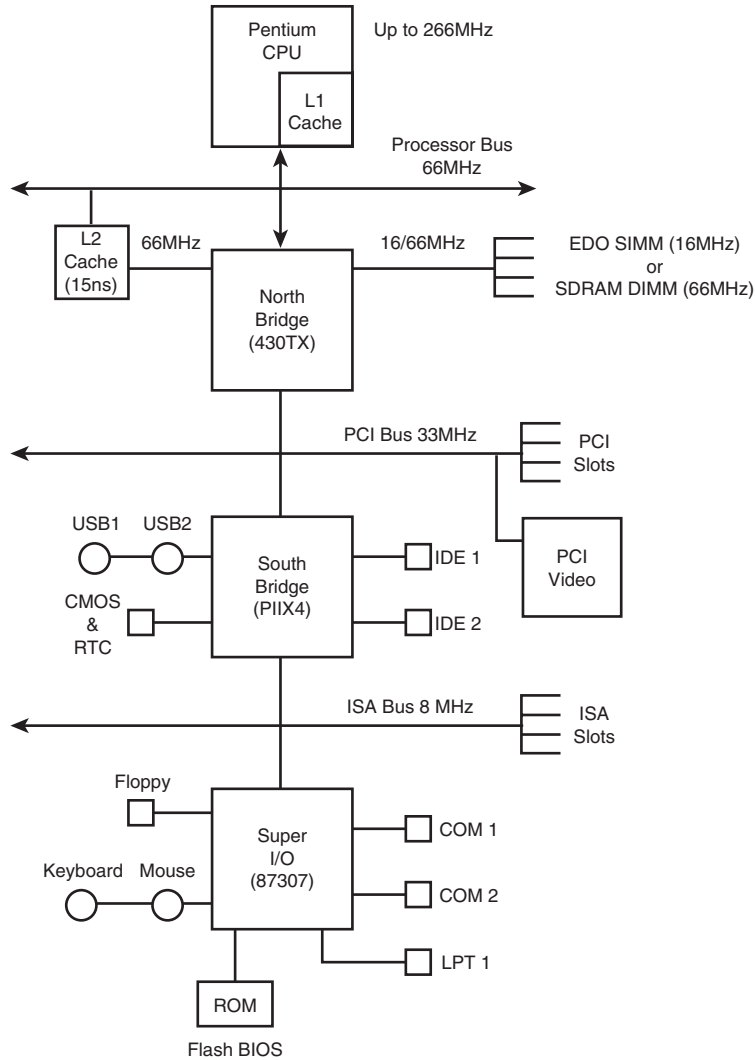 Pentium
CPU
Up to 266MHz
L1
Cache
Processor Bus
66MHz
L2
Cache
(15ns)
66MHz
16/66MHz
EDO SIMM (16MHz)
or
SDRAM DIMM (66MHz)
North
Bridge
(430TX)
PCI Bus 33MHz
PCI
Slots
USB1
USB2
South
Bridge
(PIIX4)
IDE 1
PCI
Video
CMOS
&
RTC
IDE 2
ISA Bus 8 MHz
ISA
Slots
Floppy
Super
I/O
(87307)
COM 1
Keyboard
Mouse
COM 2
LPT 1
ROM
Flash BIOS